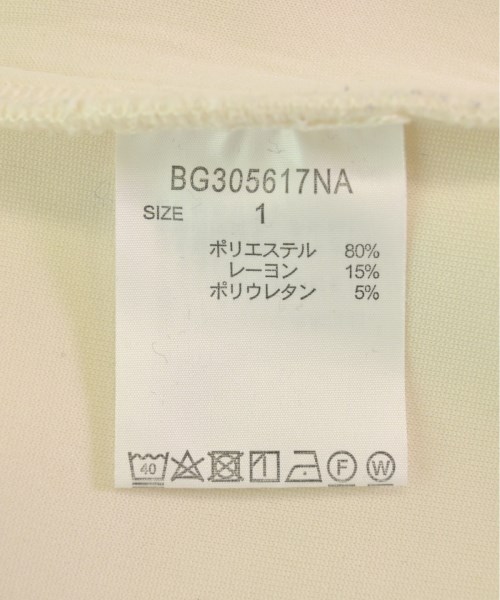 BG305617NA
SIZE 1
ポリエステル 80%
レーヨン 15%
ポリウレタン 5%
40 F W